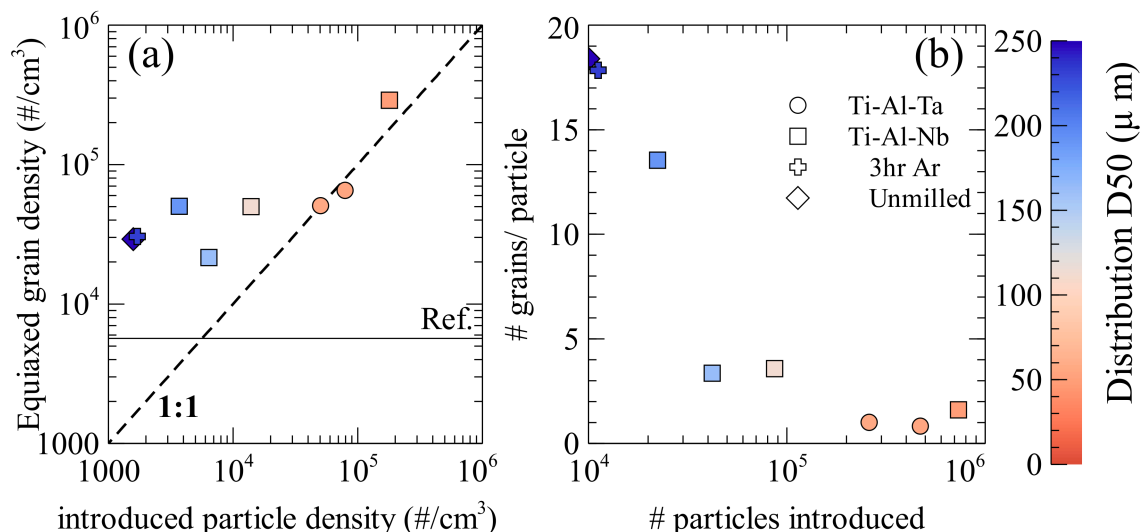 (a)
Equiaxed grain density (#/cm³)
10⁶
10⁵
10⁴
1000
Ref.
1:1
1000
10⁴
10⁵
10⁶
introduced particle density (#/cm³)
(b)
# grains/ particle
20
15
10
5
0
Ti-Al-Ta
Ti-Al-Nb
3hr Ar
Unmilled
10⁴
10⁵
10⁶
# particles introduced
250
200
150
100
50
0
Distribution D50 (μ m)